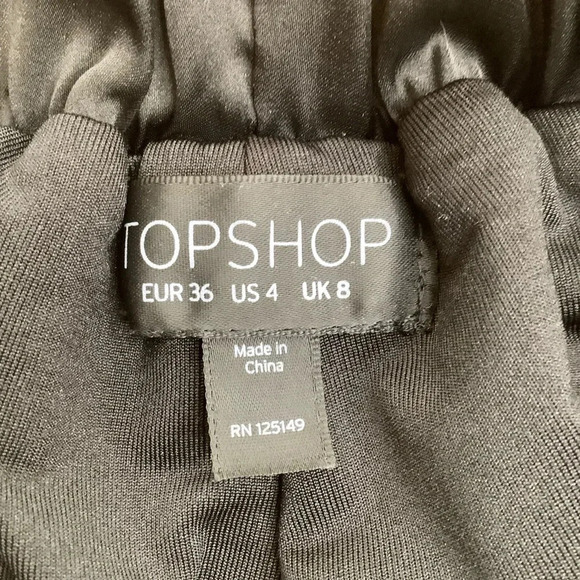 TOPSHOP
EUR 36 US 4 UK 8
Made in
China
RN 125149